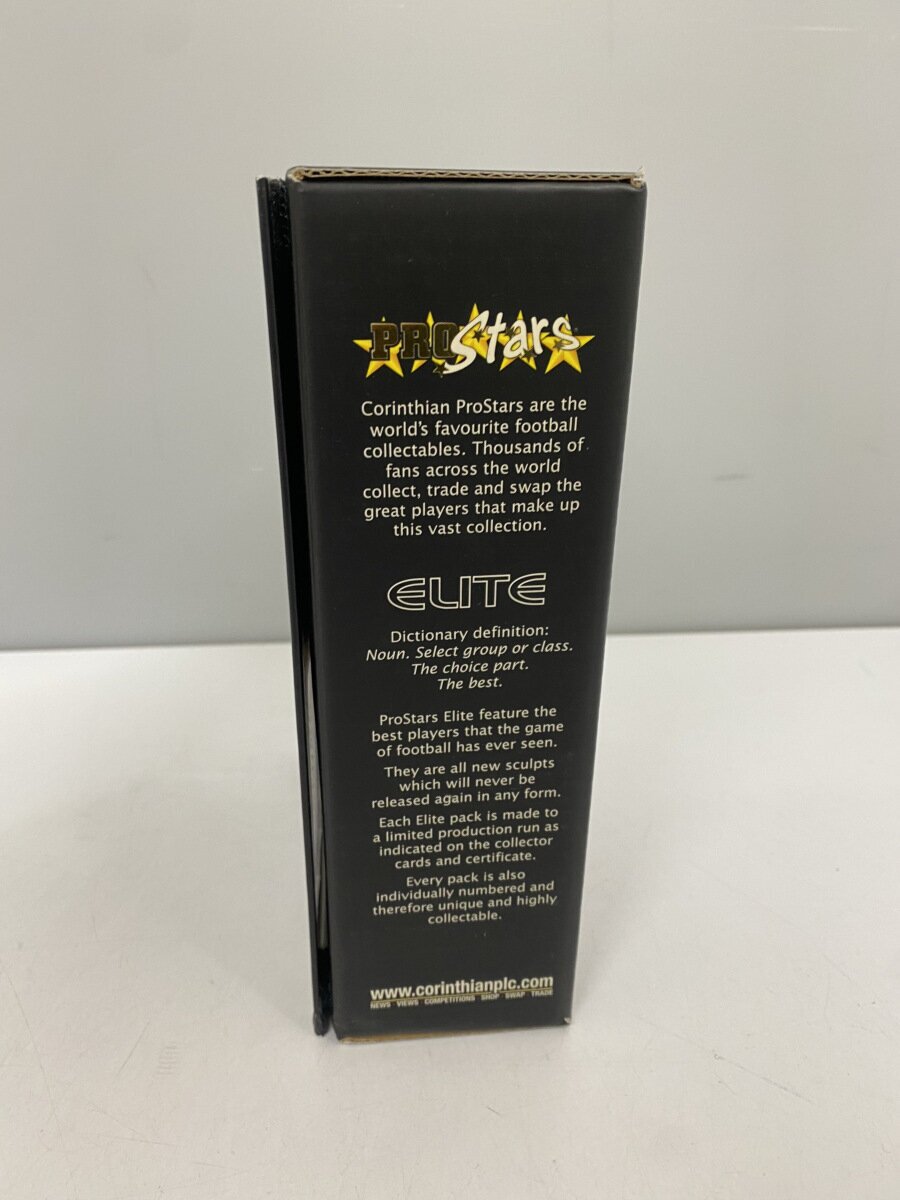 PROStars
Corinthian ProStars are the
world's favourite football
collectables. Thousands of
fans across the world
collect, trade and swap the
great players that make up
this vast collection.
ELITE
Dictionary definition:
Noun. Select group or class.
The choice part.
The best.
ProStars Elite feature the
best players that the game
of football has ever seen.
They are all new sculpts
which will never be
released again in any form.
Each Elite pack is made to
a limited production run as
indicated on the collector
cards and certificate.
Every pack is also
individually numbered and
therefore unique and highly
collectable.
www.corinthianplc.com
NEWS VIEWS COMPETITIONS SHOP SWAP TRADE